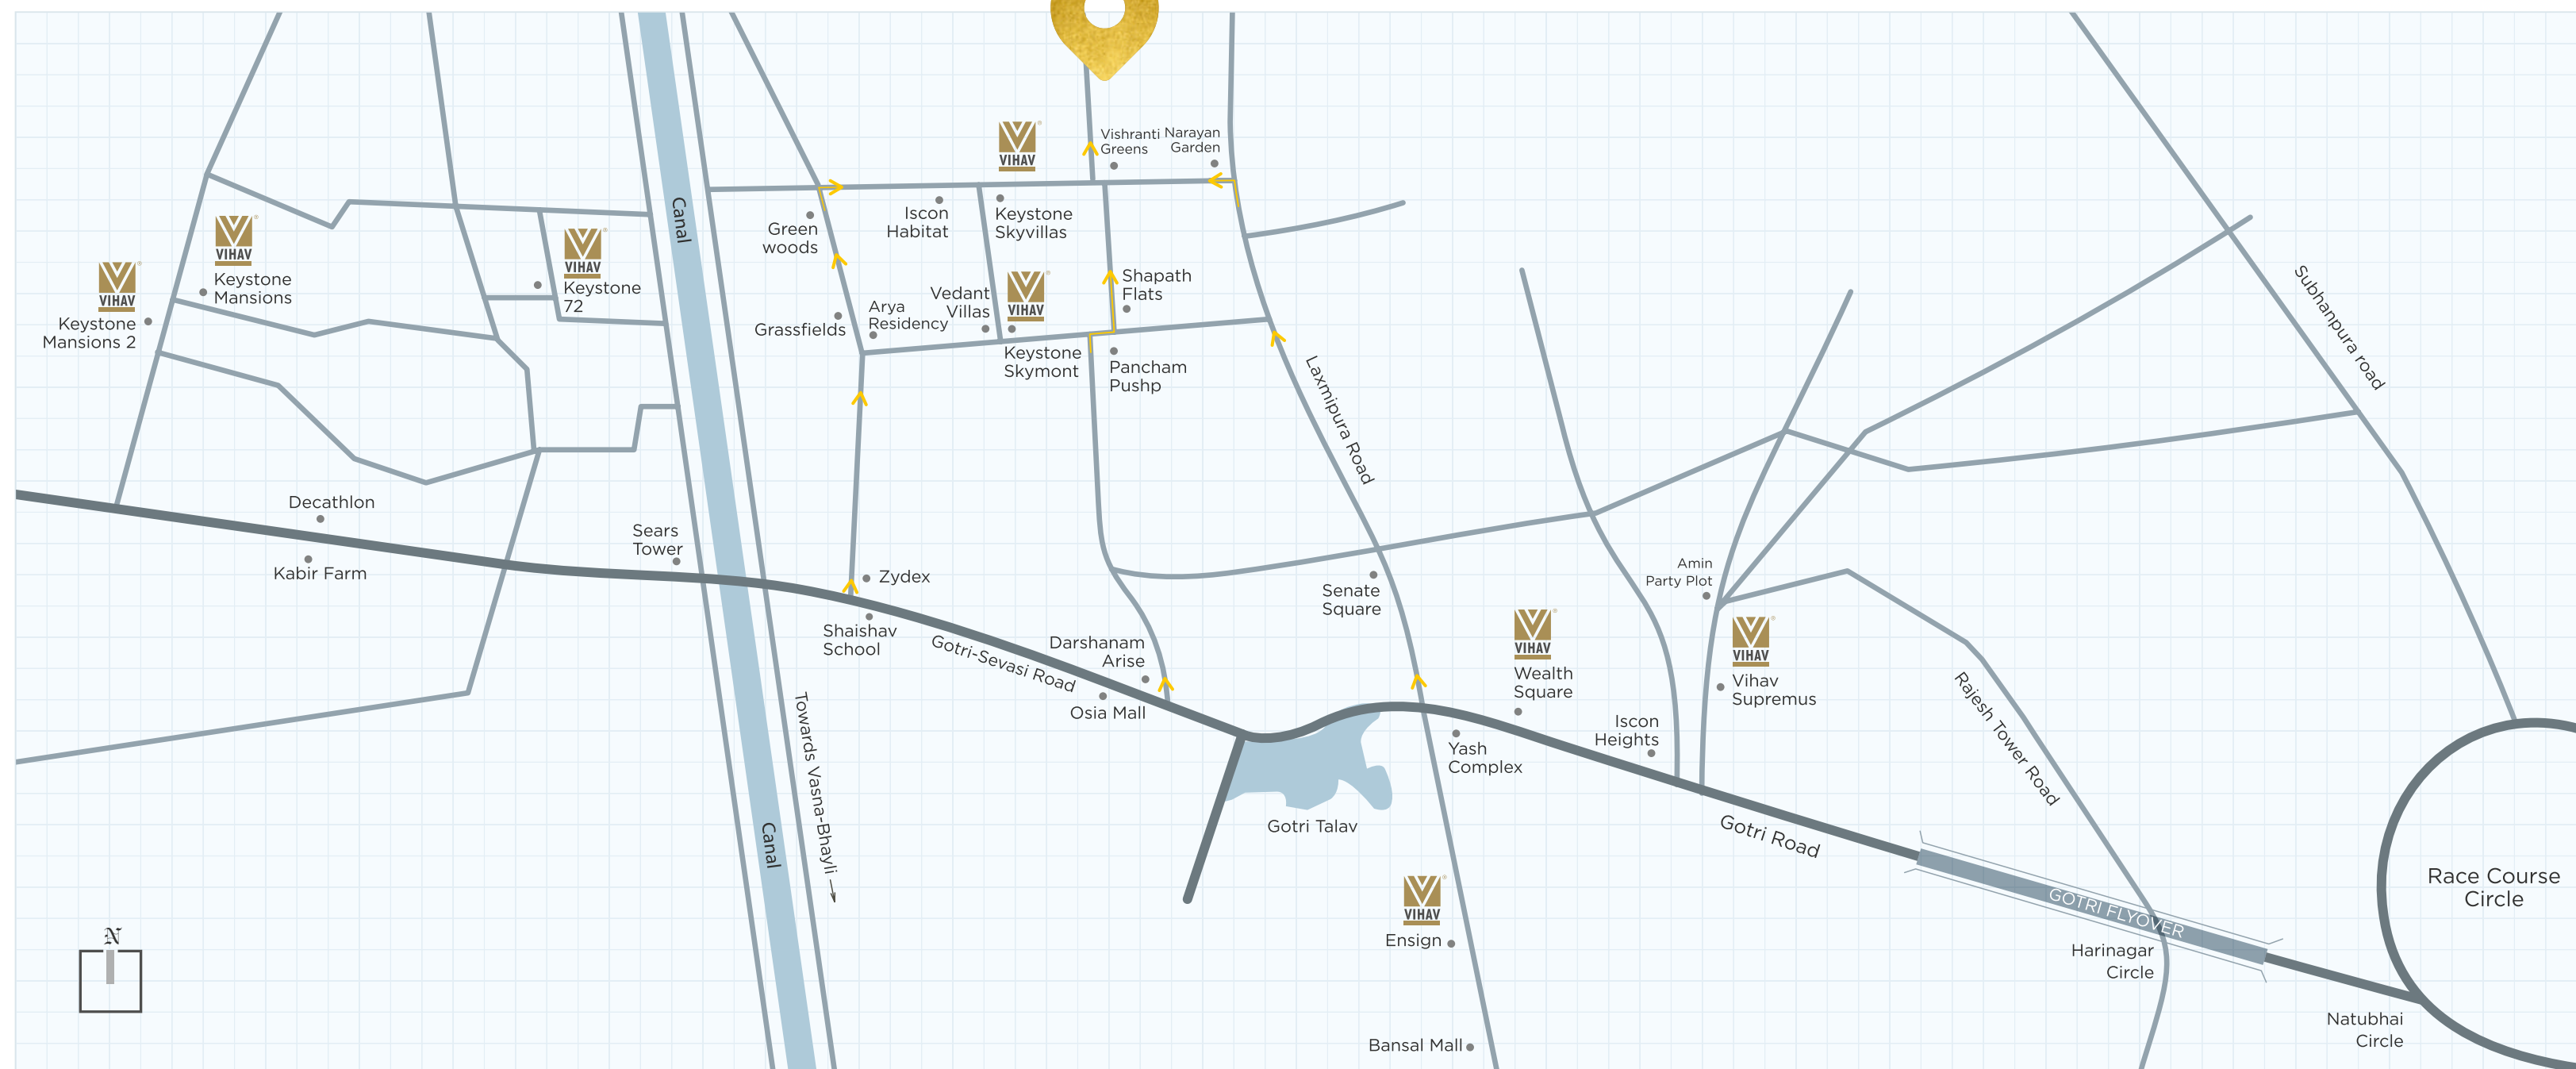 Vishranti
Greens
Narayan
Garden
VIHAV
Canal
Green
woods
Iscon
Habitat
Keystone
Skyvillas
VIHAV
Keystone
Mansions
VIHAV
Keystone
72
VIHAV
Keystone
Mansions 2
Grassfields
Arya
Residency
Vedant
Villas
VIHAV
Keystone
Skymont
Shapath
Flats
Pancham
Pushp
Laxmipura Road
Subhanpura road
Decathlon
Kabir Farm
Sears
Tower
Zydex
Shaishav
School
Gotri-Sevasi Road
Darshanam
Arise
Osia Mall
Senate
Square
Amin
Party Plot
VIHAV
Wealth
Square
VIHAV
Vihav
Supremus
Iscon
Heights
Yash
Complex
Rajesh Tower Road
Towards Vasna-Bhayli
Canal
Gotri Talav
Gotri Road
GOTRI FLYOVER
Race Course
Circle
VIHAV
Ensign
Harinagar
Circle
Natubhai
Circle
Bansal Mall
N